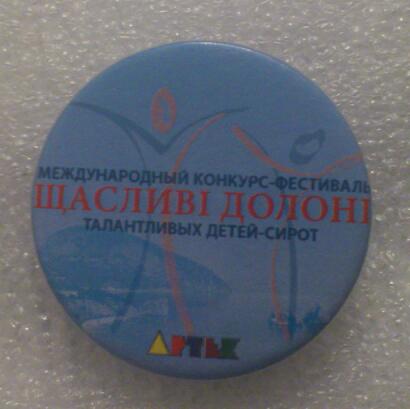 МЕЖДУНАРОДНЫЙ КОНКУРС-ФЕСТИВАЛЬ
ЩАСЛИВІ ДОЛОНІ
ТАЛАНТЛИВЫХ ДЕТЕЙ-СИРОТ
АРТЕК